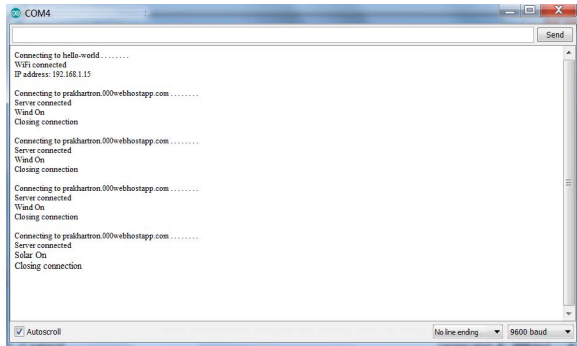 COM4
Send
Connecting to hello-world . . . . . . . .
WiFi connected
IP address: 192.168.1.15
Connecting to prakhartron.000webhostapp.com . . . . . . . .
Server connected
Wind On
Closing connection
Connecting to prakhartron.000webhostapp.com . . . . . . . .
Server connected
Wind On
Closing connection
Connecting to prakhartron.000webhostapp.com . . . . . . . .
Server connected
Wind On
Closing connection
Connecting to prakhartron.000webhostapp.com . . . . . . . .
Server connected
Solar On
Closing connection
Autoscroll
No line ending
9600 baud